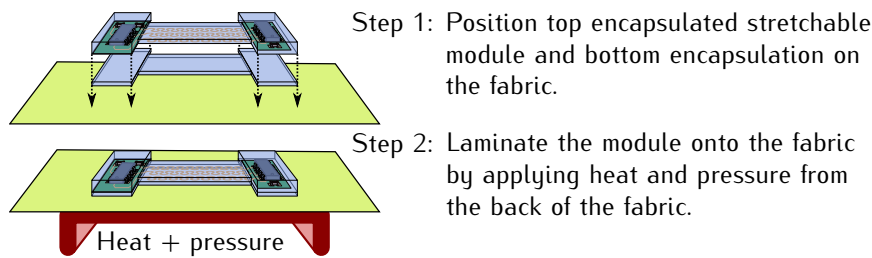 Step 1: Position top encapsulated stretchable
module and bottom encapsulation on
the fabric.
Step 2: Laminate the module onto the fabric
by applying heat and pressure from
the back of the fabric.
Heat + pressure